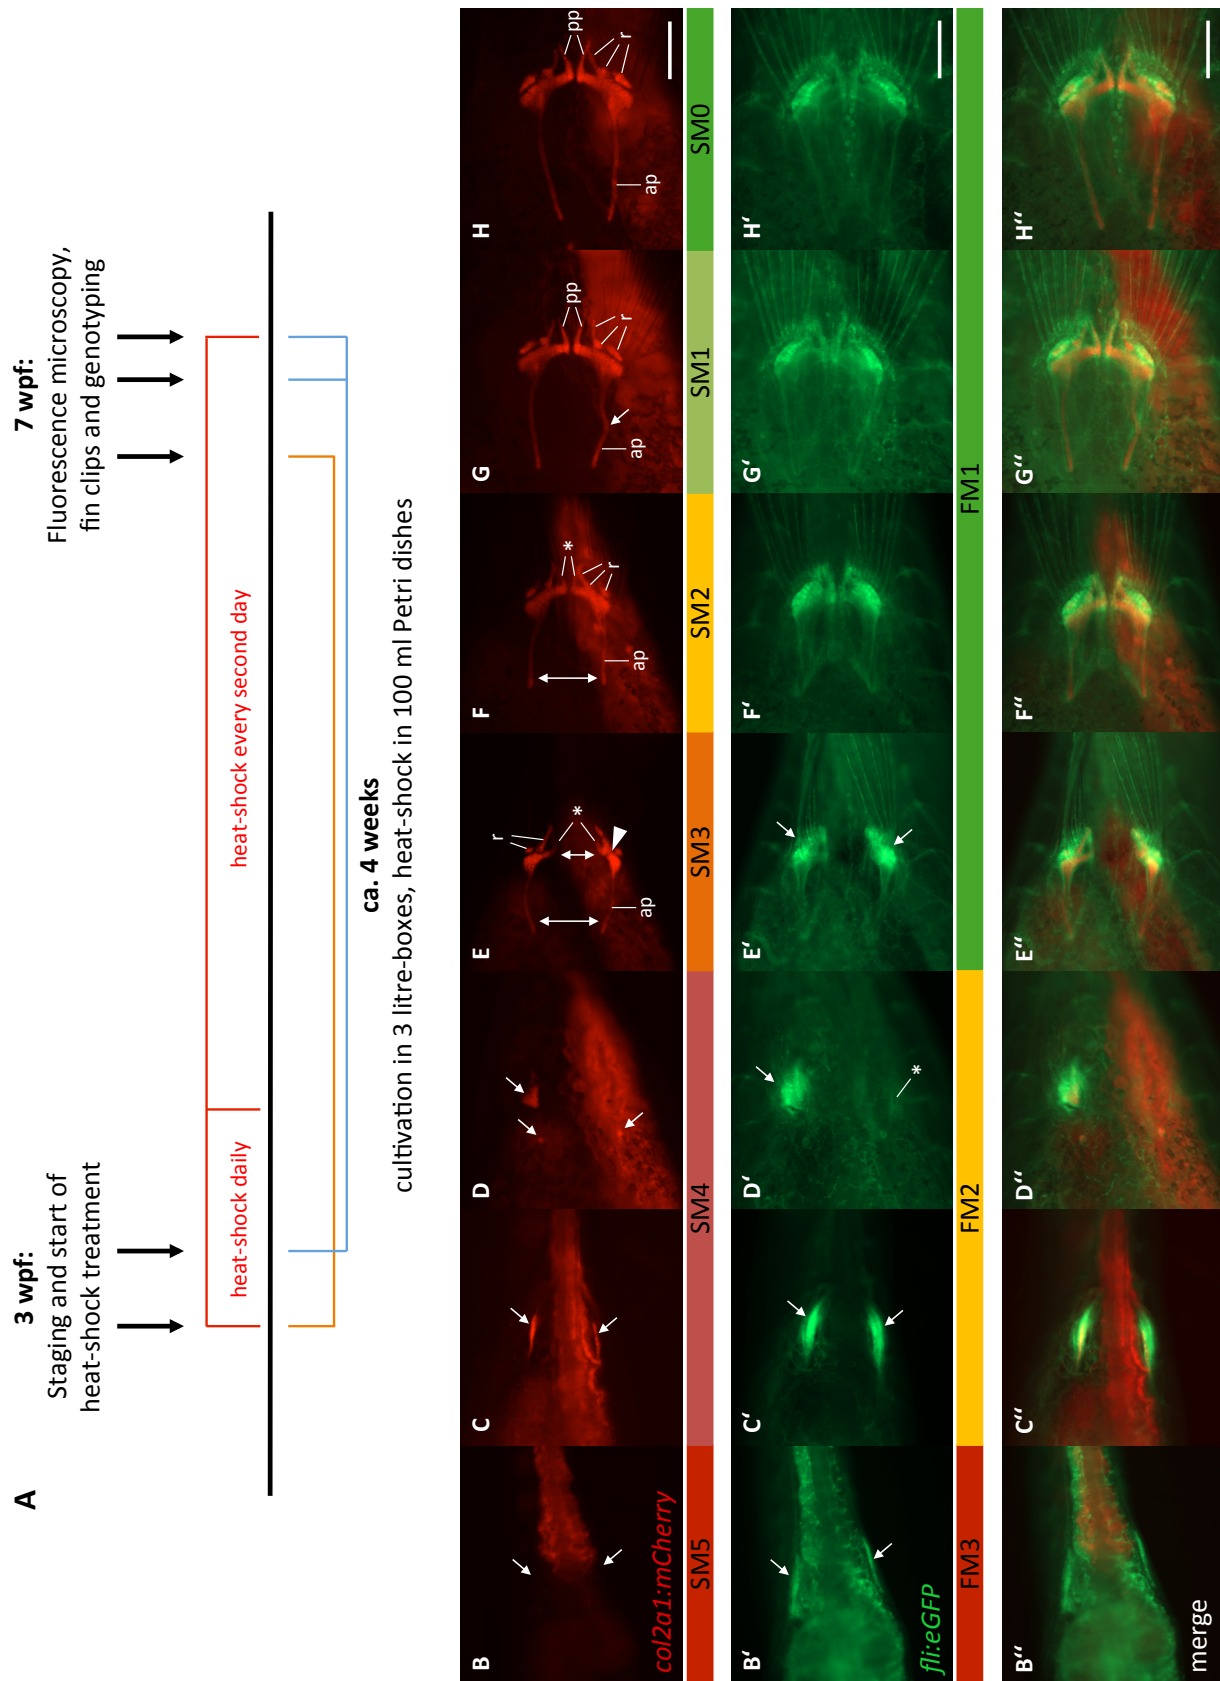 A
3 wpf:
Staging and start of
heat-shock treatment
7 wpf:
Fluorescence microscopy,
fin clips and genotyping
heat-shock daily
heat-shock every second day
ca. 4 weeks
cultivation in 3 litre-boxes, heat-shock in 100 ml Petri dishes
B
col2a1:mCherry
C
D
E
r
*
ap
F
*
r
ap
G
pp
r
ap
H
pp
r
ap
SM5
SM4
SM3
SM2
SM1
SM0
B‘
fli:eGFP
C‘
D‘
*
E‘
F‘
G‘
H‘
FM3
FM2
FM1
B‘‘
merge
C‘‘
D‘‘
E‘‘
F‘‘
G‘‘
H‘‘